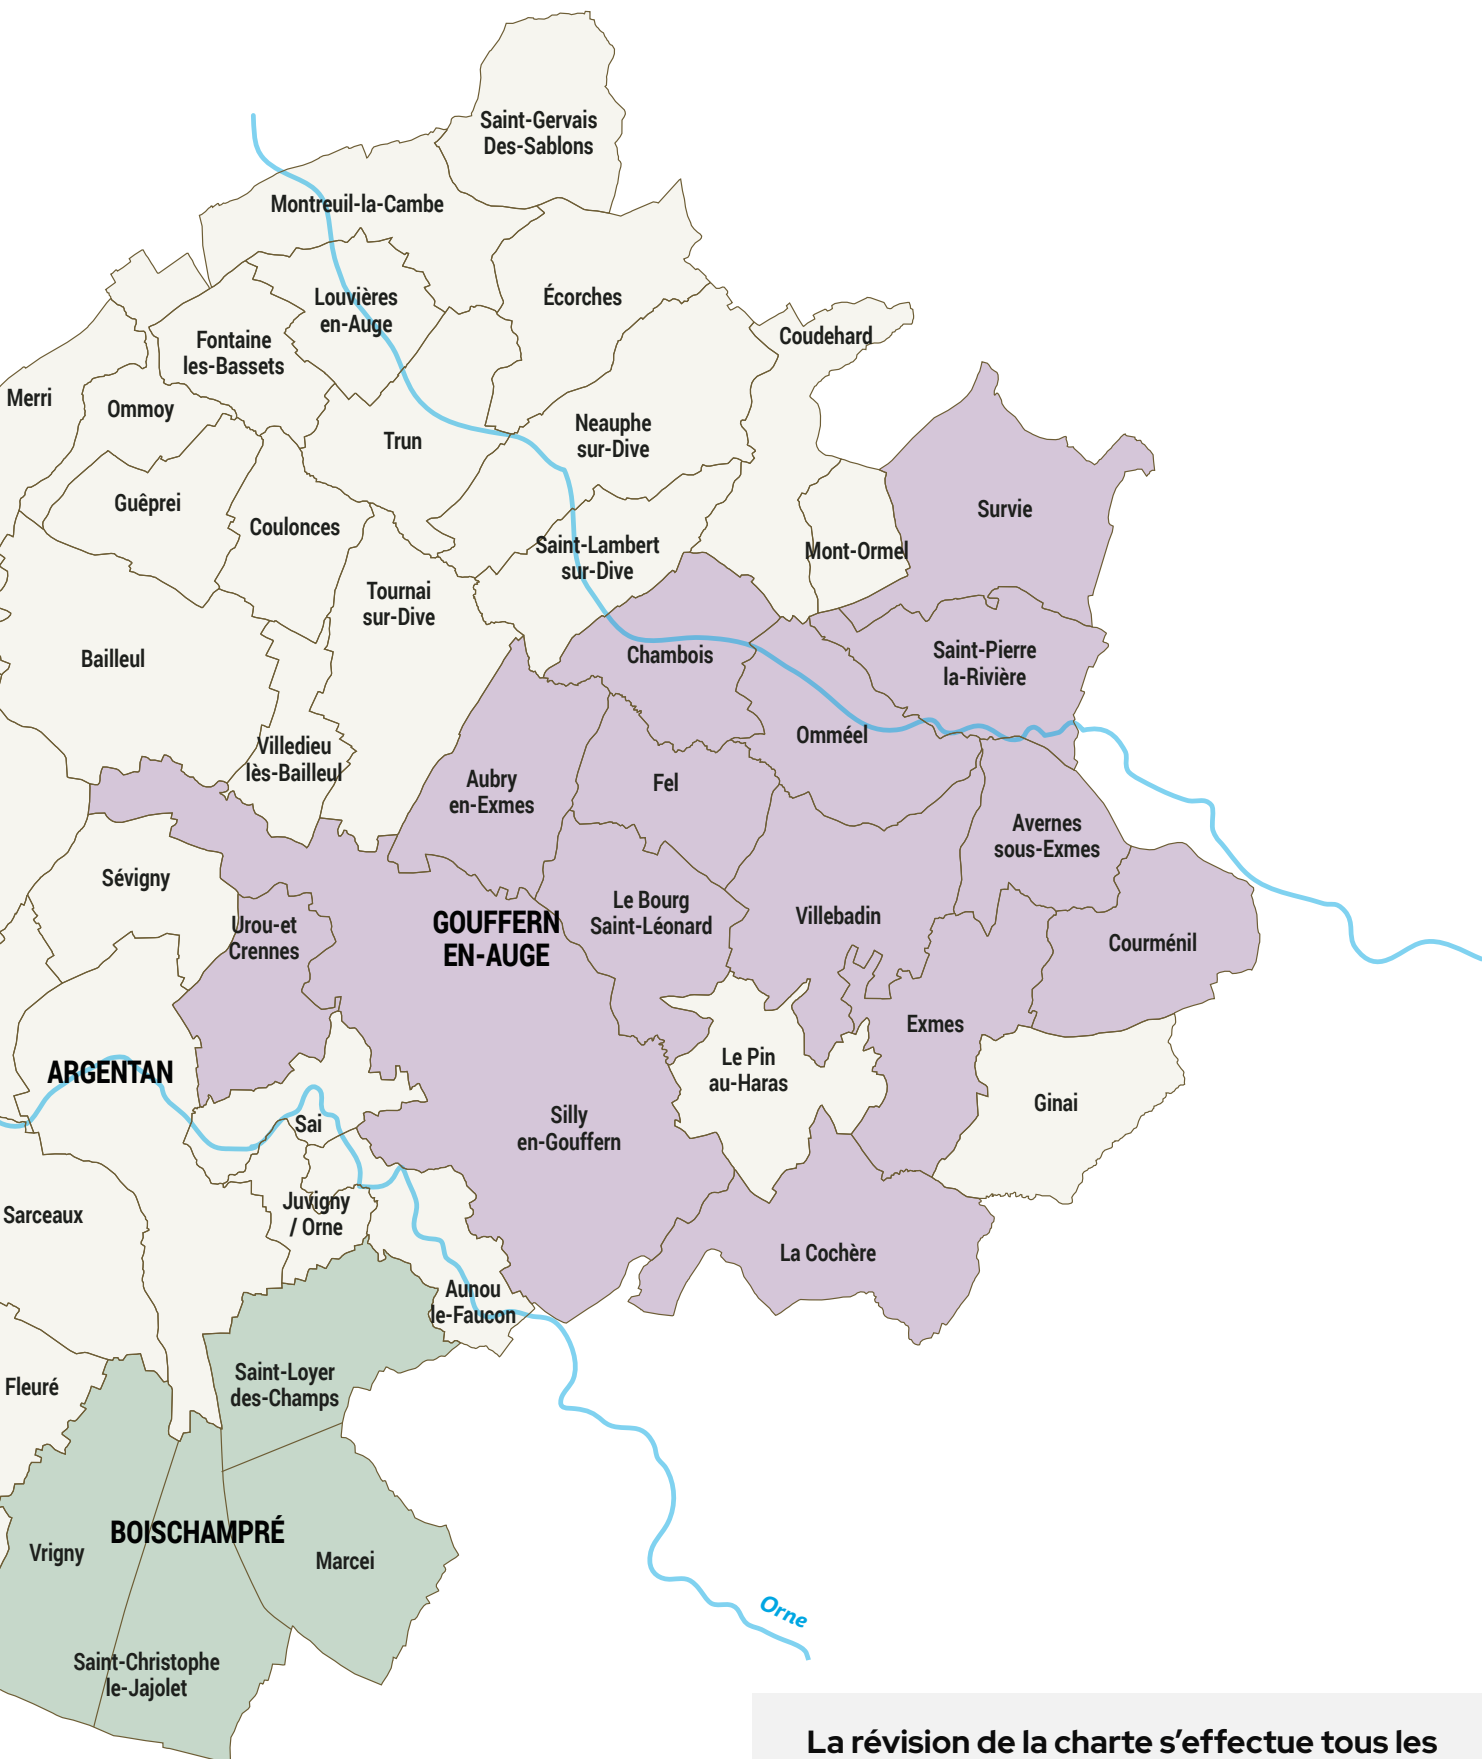 Saint-Gervais
Des-Sablons
Montreuil-la-Cambe
Louvières
en-Auge
Écorches
Fontaine
les-Bassets
Coudehard
Merri
Ommoy
Trun
Neauphe
sur-Dive
Guêprei
Coulonces
Survie
Saint-Lambert
sur-Dive
Mont-Ormel
Tournai
sur-Dive
Bailleul
Chambois
Saint-Pierre
la-Rivière
Villedieu
lès-Bailleul
Omméel
Aubry
en-Exmes
Fel
Avernes
sous-Exmes
Sévigny
Urou-et
Crennes
GOUFFERN
EN-AUGE
Le Bourg
Saint-Léonard
Villebadin
Courménil
Exmes
ARGENTAN
Le Pin
au-Haras
Ginai
Sai
Silly
en-Gouffern
Sarceaux
Juvigny
/ Orne
La Cochère
Aunou
le-Faucon
Fleuré
Saint-Loyer
des-Champs
BOISCHAMPRÉ
Vrigny
Marcei
Orne
Saint-Christophe
le-Jajolet
La révision de la charte s’effectue tous les